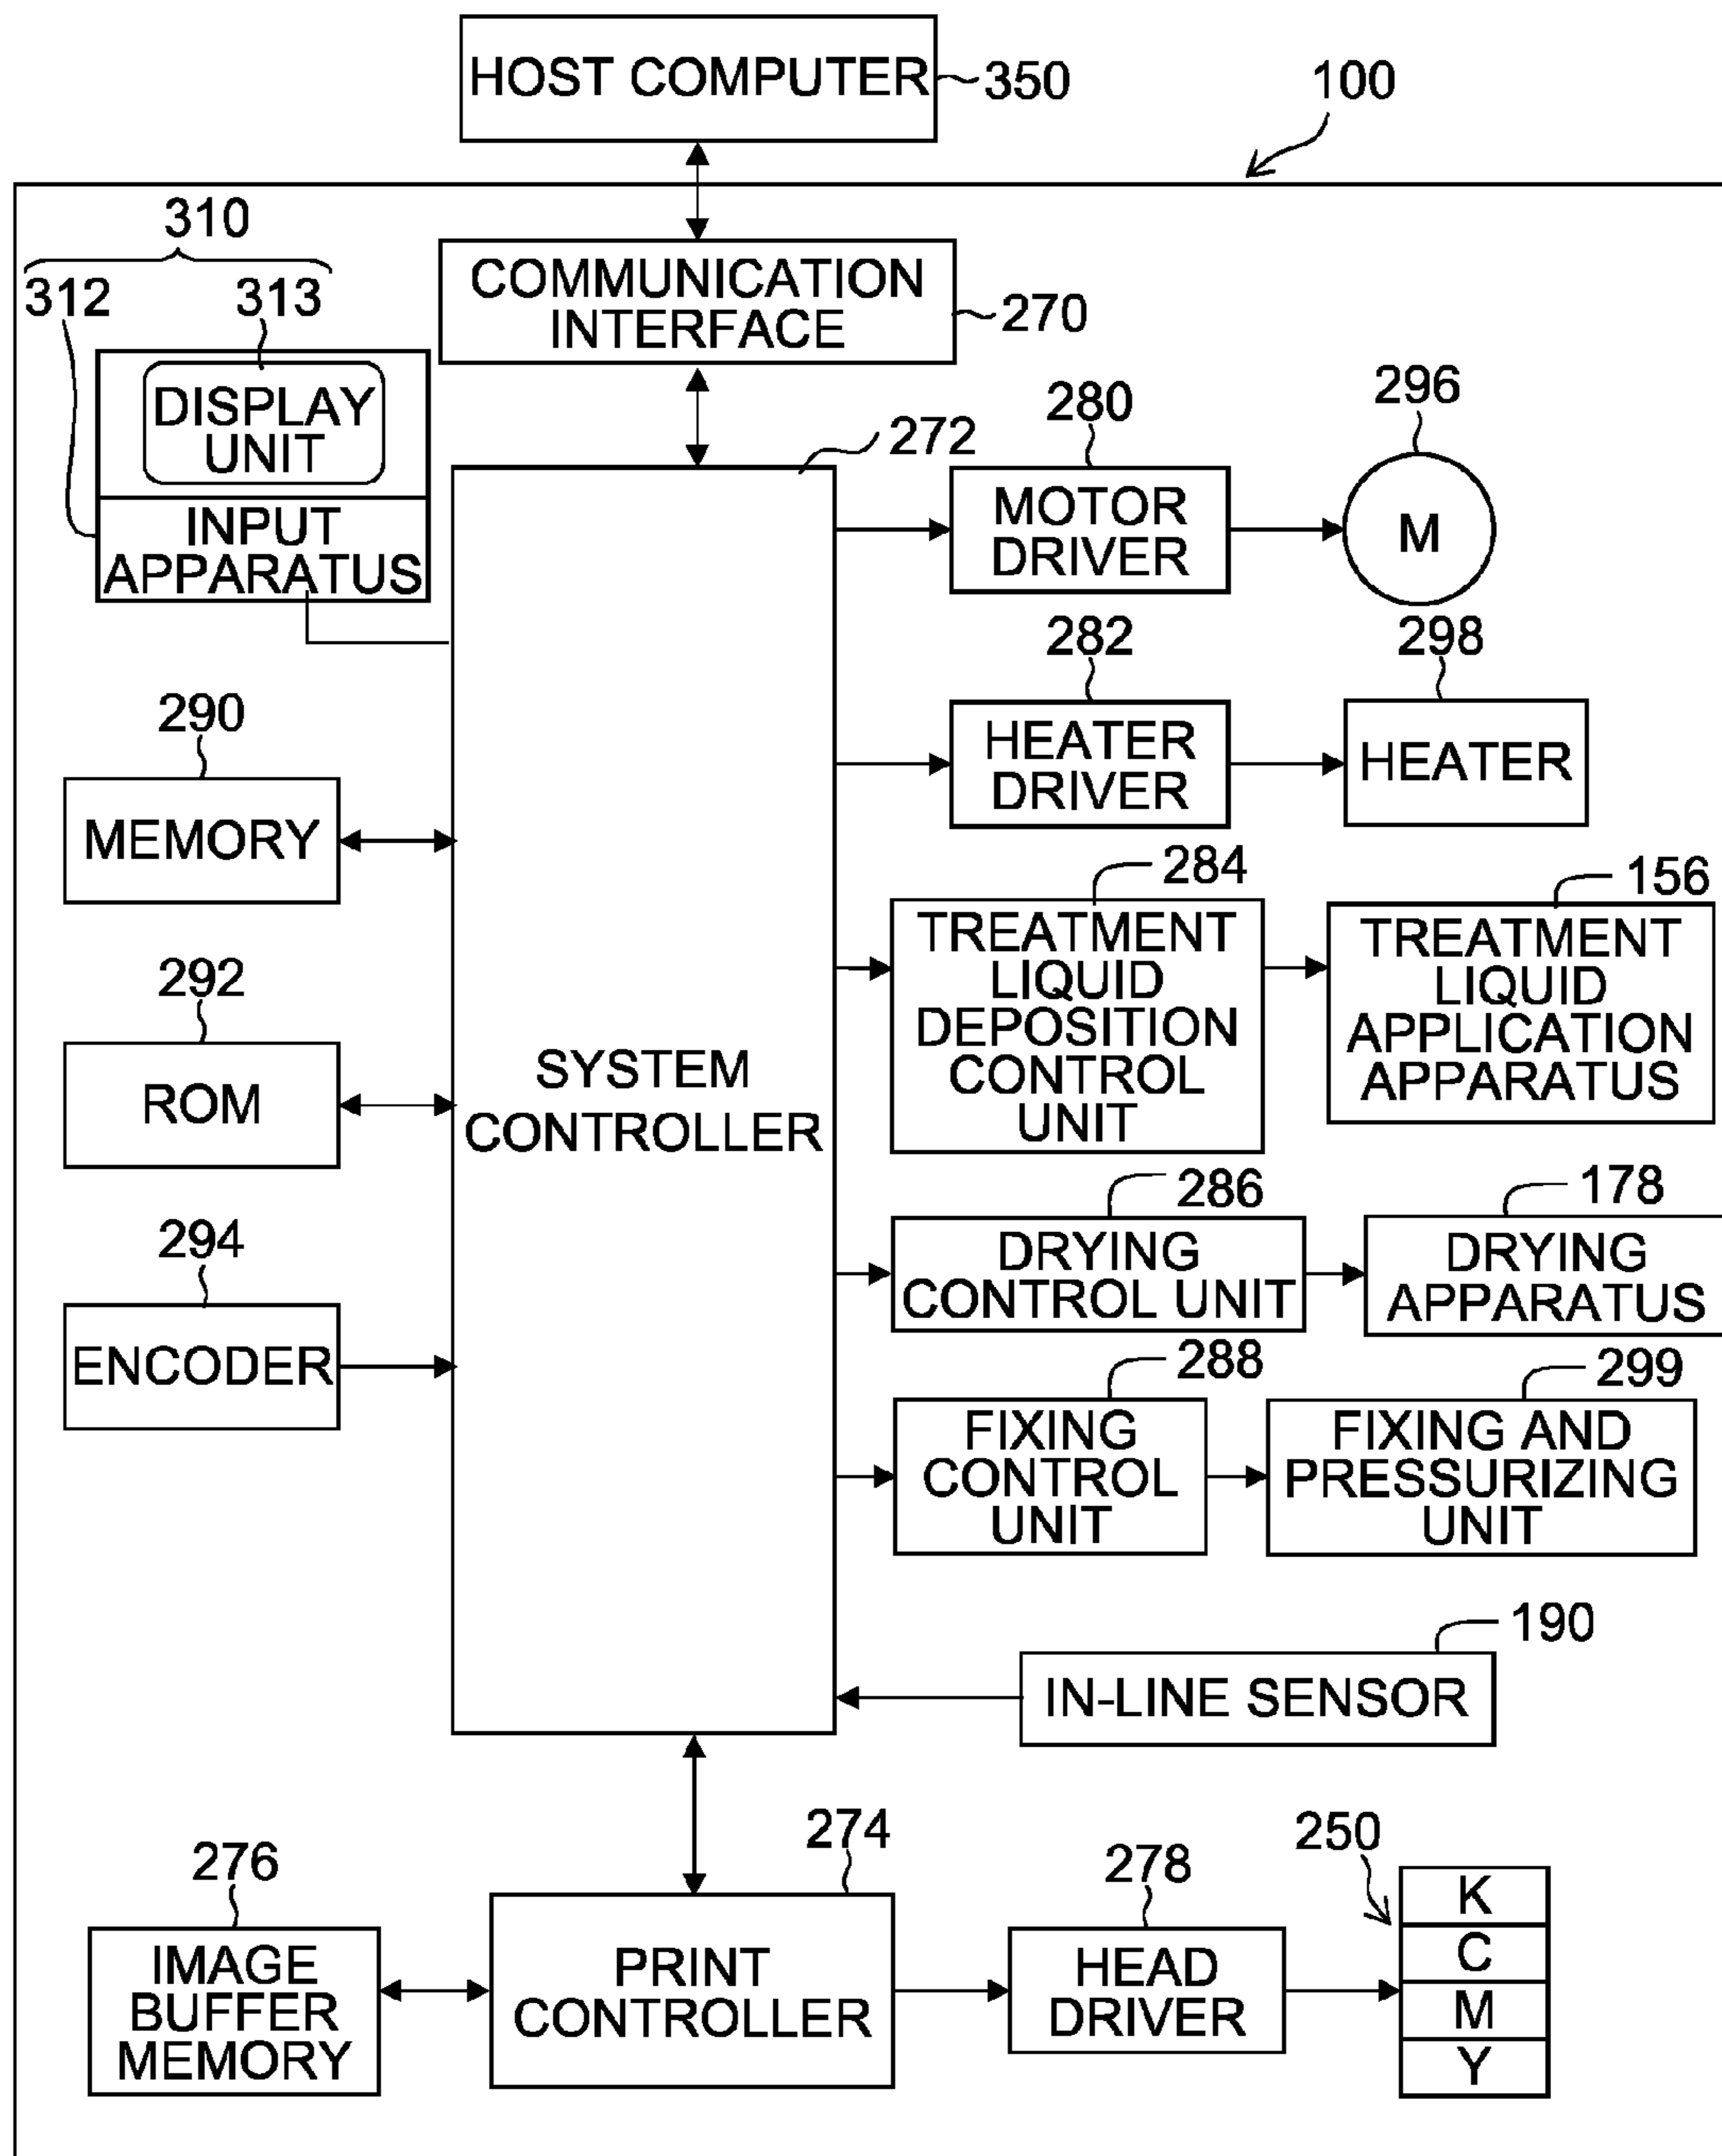 HOST COMPUTER
350
100
310
312
313
COMMUNICATION
INTERFACE
270
DISPLAY
UNIT
INPUT
APPARATUS
272
280
MOTOR
DRIVER
296
M
282
HEATER
DRIVER
298
HEATER
290
MEMORY
292
ROM
294
ENCODER
SYSTEM
CONTROLLER
284
TREATMENT
LIQUID
DEPOSITION
CONTROL
UNIT
156
TREATMENT
LIQUID
APPLICATION
APPARATUS
286
DRYING
CONTROL UNIT
178
DRYING
APPARATUS
288
FIXING
CONTROL
UNIT
299
FIXING AND
PRESSURIZING
UNIT
190
IN-LINE SENSOR
276
IMAGE
BUFFER
MEMORY
274
PRINT
CONTROLLER
278
HEAD
DRIVER
250
K
C
M
Y